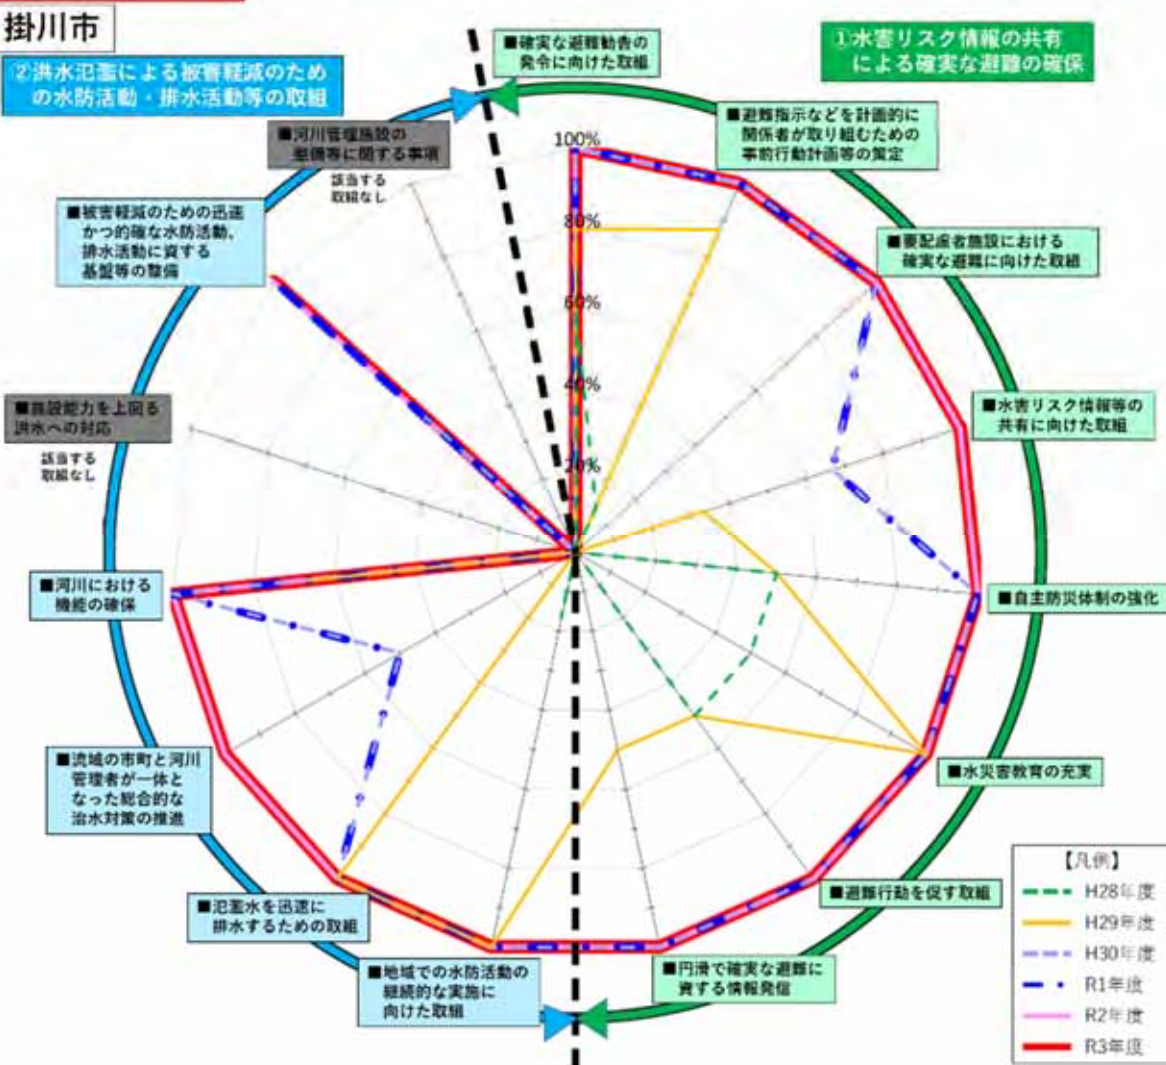 掛川市
②洪水氾濫による被害軽減のため
の水防活動・排水活動等の取組
■確実な避難勧告の
発令に向けた取組
①水害リスク情報の共有
による確実な避難の確保
■河川管理施設の
整備等に関する事項
該当する
取組なし
■避難指示などを計画的に
関係者が取り組むための
事前行動計画等の策定
100%
80%
60%
40%
20%
■被害軽減のための迅速
かつ的確な水防活動、
排水活動に資する
基盤等の整備
■要配慮者施設における
確実な避難に向けた取組
■施設能力を上回る
洪水への対応
該当する
取組なし
■水害リスク情報等の
共有に向けた取組
■河川における
機能の確保
■自主防災体制の強化
■流域の市町と河川
管理者が一体と
なった総合的な
治水対策の推進
■水災害教育の充実
■氾濫水を迅速に
排水するための取組
■避難行動を促す取組
■地域での水防活動の
継続的な実施に
向けた取組
■円滑で確実な避難に
資する情報発信
【凡例】
H28年度
H29年度
H30年度
R1年度
R2年度
R3年度